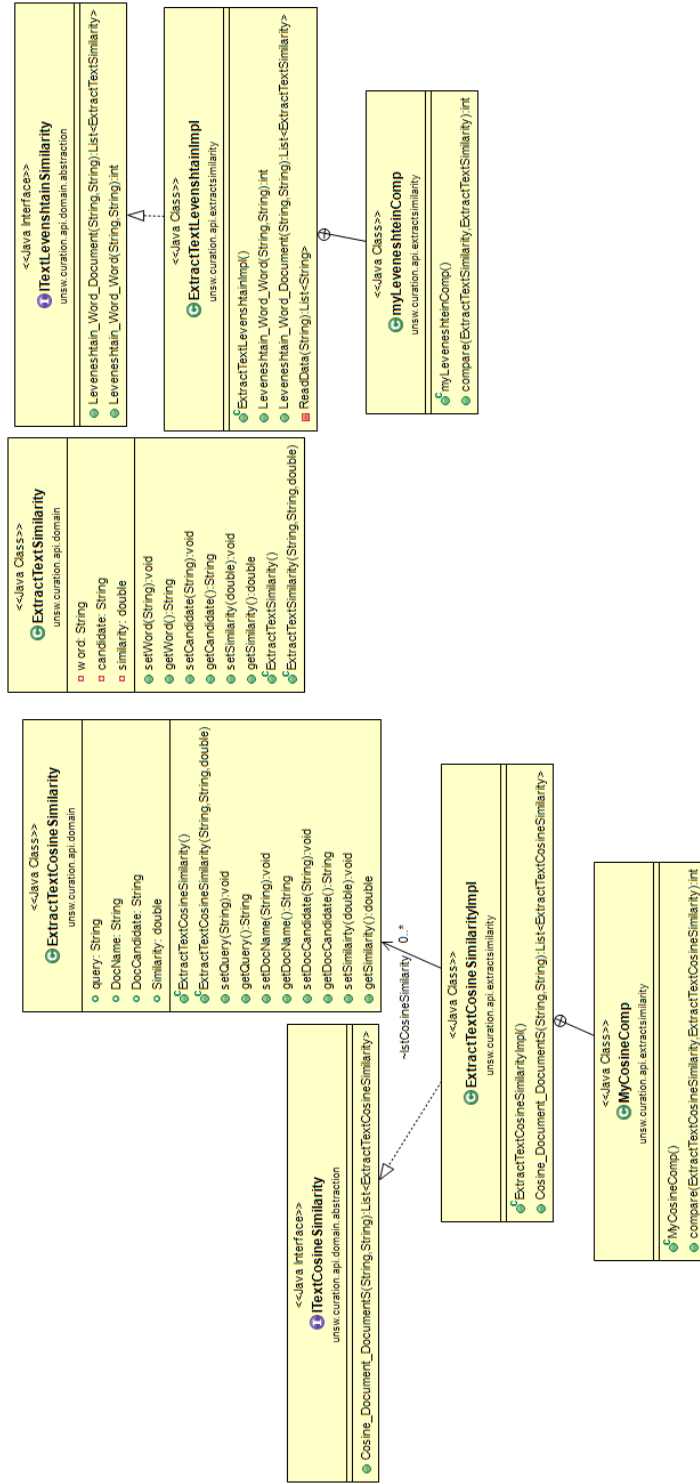 <<Java Interface>>
ITextCosineSimilarity
unsw.curation.api.domain.abstraction
Cosine_Document_DocumentS(String,String):List<ExtractTextCosineSimilarity>
<<Java Class>>
ExtractTextCosineSimilarity
unsw.curation.api.domain
query: String
DocName: String
DocCandidate: String
Similarity: double
ExtractTextCosineSimilarity()
ExtractTextCosineSimilarity(String,String,double)
setQuery(String):void
getQuery():String
setDocName(String):void
getDocName():String
setDocCandidate(String):void
getDocCandidate():String
setSimilairty(double):void
getSimilarity():double
~lstCosineSimilarity
0..*
<<Java Class>>
ExtractTextCosineSimilarityImpl
unsw.curation.api.extractsimilarity
ExtractTextCosineSimilarityImpl()
Cosine_Document_DocumentS(String,String):List<ExtractTextCosineSimilarity>
<<Java Class>>
MyCosineComp
unsw.curation.api.extractsimilarity
MyCosineComp()
compare(ExtractTextCosineSimilarity,ExtractTextCosineSimilarity):int
<<Java Class>>
ExtractTextSimilarity
unsw.curation.api.domain
word: String
candidate: String
similarity: double
setWord(String):void
getWord():String
setCandidate(String):void
getCandidate():String
setSimilarity(double):void
getSimilarity():double
ExtractTextSimilarity()
ExtractTextSimilarity(String,String,double)
<<Java Interface>>
ITextLevenshtainSimilarity
unsw.curation.api.domain.abstraction
Leveneshtain_Word_Document(String,String):List<ExtractTextSimilarity>
Leveneshtain_Word_Word(String,String):int
<<Java Class>>
ExtractTextLevenshtainImpl
unsw.curation.api.extractsimilarity
ExtractTextLevenshtainImpl()
Leveneshtain_Word_Word(String,String):int
Leveneshtain_Word_Document(String,String):List<ExtractTextSimilarity>
ReadData(String):List<String>
<<Java Class>>
myLeveneshteinComp
unsw.curation.api.extractsimilarity
myLeveneshteinComp()
compare(ExtractTextSimilarity,ExtractTextSimilarity):int